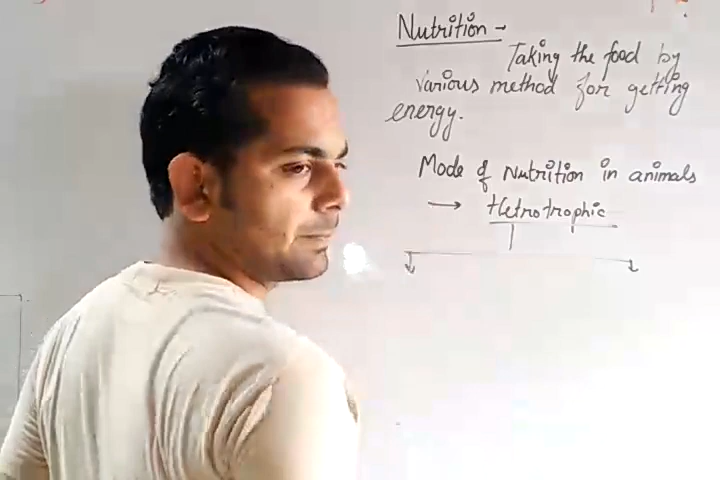 Nutrition -
Taking the food by
various method for getting
energy.
Mode of Nutrition in animals
→ Hetrotrophic